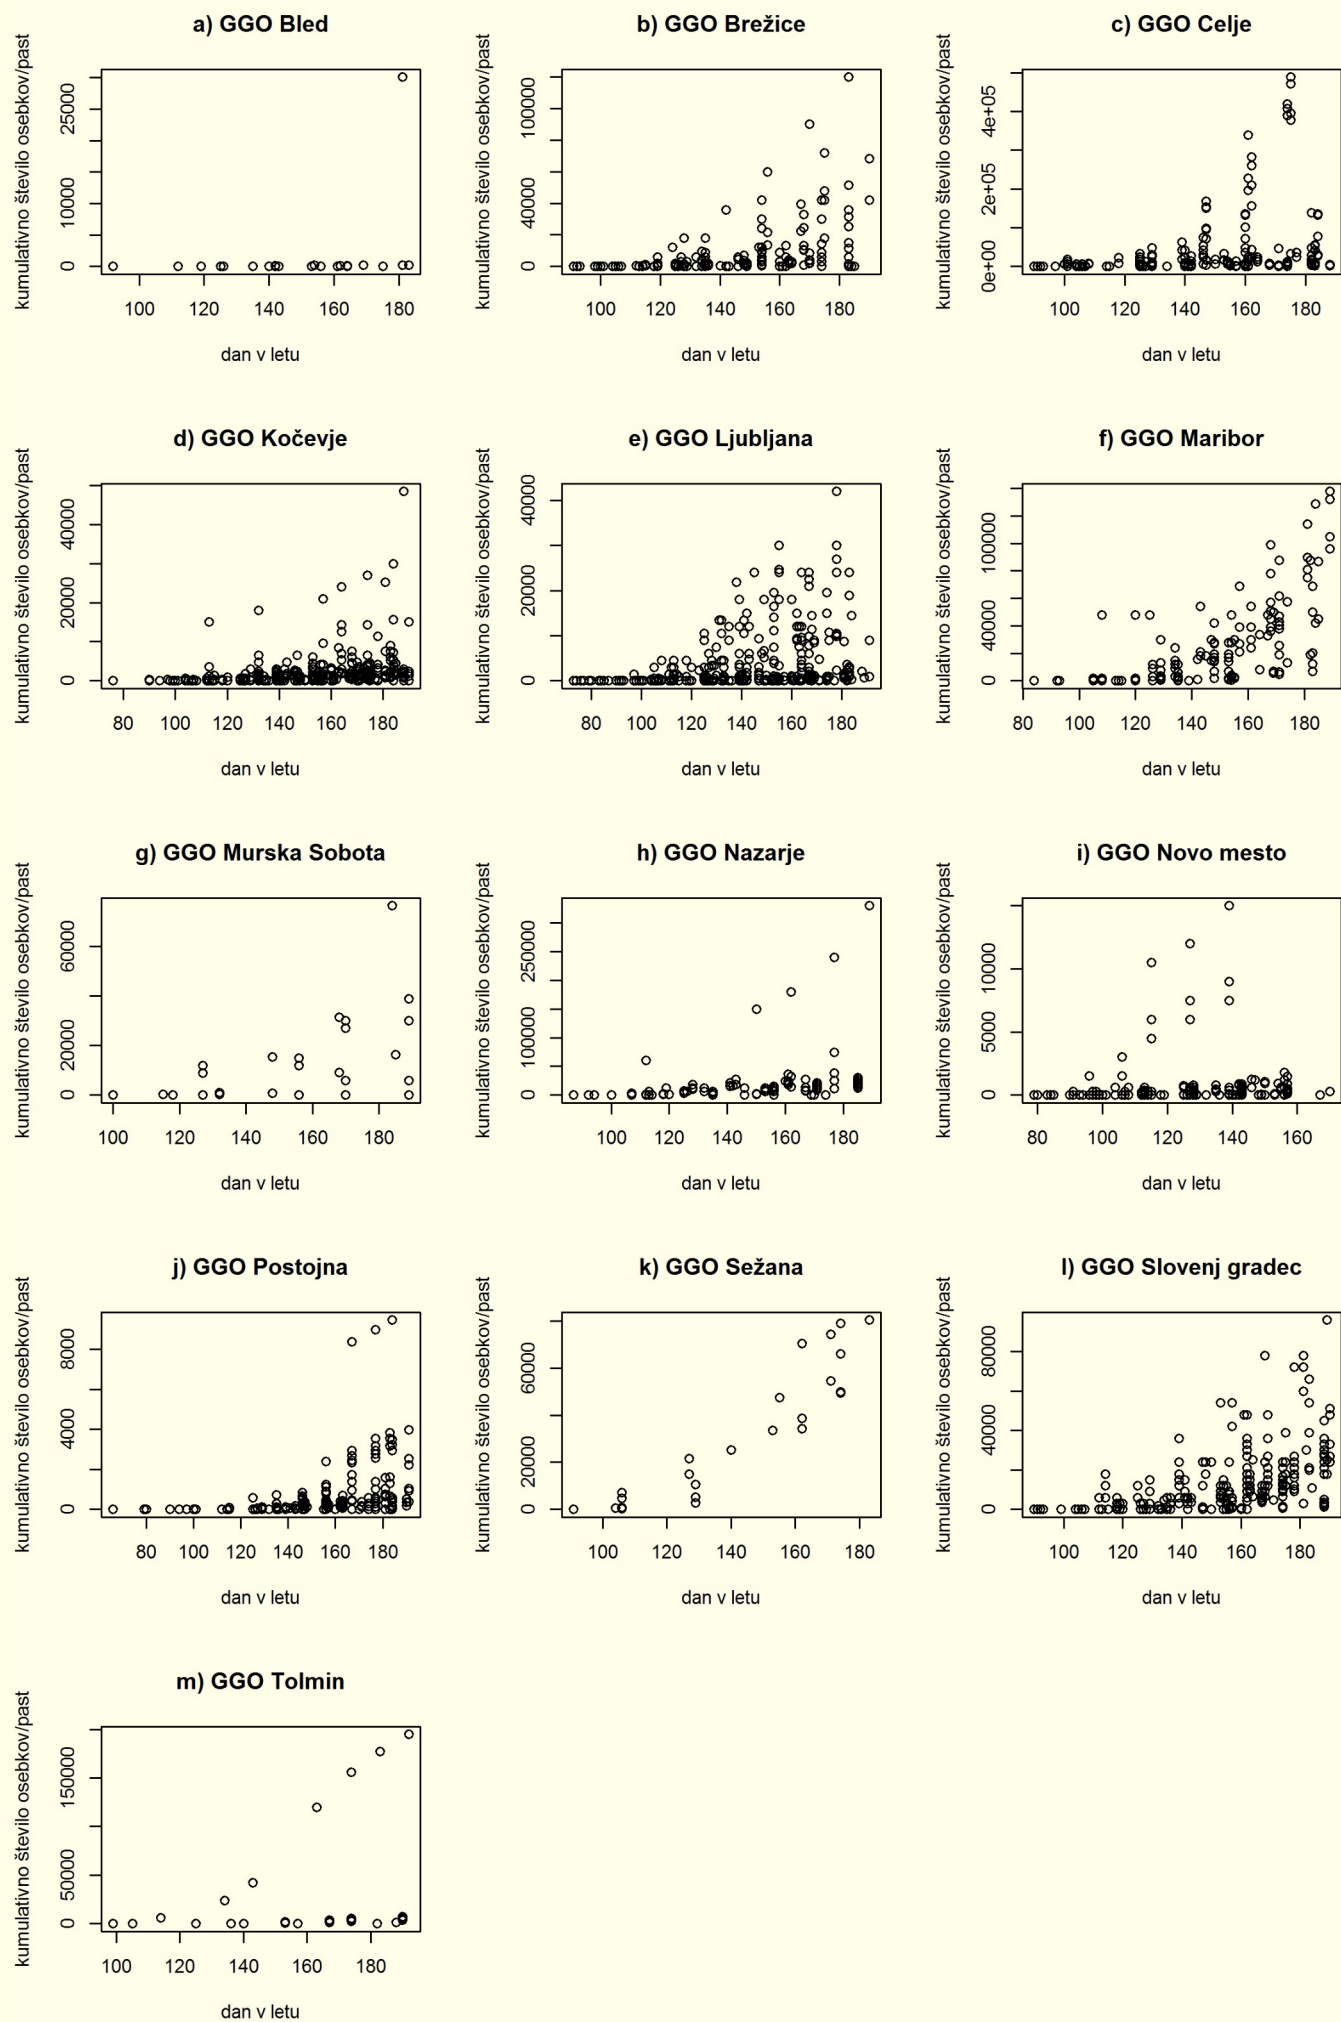 a) GGO Bled
kumulativno število osebkov/past
0
10000
25000
100 120 140 160 180
dan v letu
b) GGO Brežice
kumulativno število osebkov/past
0
40000
100000
100 120 140 160 180
dan v letu
c) GGO Celje
kumulativno število osebkov/past
0e+00
2e+05
4e+05
100 120 140 160 180
dan v letu
d) GGO Kočevje
kumulativno število osebkov/past
0
20000
40000
80 100 120 140 160 180
dan v letu
e) GGO Ljubljana
kumulativno število osebkov/past
0
20000
40000
80 100 120 140 160 180
dan v letu
f) GGO Maribor
kumulativno število osebkov/past
0
40000
100000
80 100 120 140 160 180
dan v letu
g) GGO Murska Sobota
kumulativno število osebkov/past
0
20000
60000
100 120 140 160 180
dan v letu
h) GGO Nazarje
kumulativno število osebkov/past
0
100000
250000
100 120 140 160 180
dan v letu
i) GGO Novo mesto
kumulativno število osebkov/past
0
5000
10000
80 100 120 140 160
dan v letu
j) GGO Postojna
kumulativno število osebkov/past
0
4000
8000
80 100 120 140 160 180
dan v letu
k) GGO Sežana
kumulativno število osebkov/past
0
20000
60000
100 120 140 160 180
dan v letu
l) GGO Slovenj gradec
kumulativno število osebkov/past
0
40000
80000
100 120 140 160 180
dan v letu
m) GGO Tolmin
kumulativno število osebkov/past
0
50000
150000
100 120 140 160 180
dan v letu